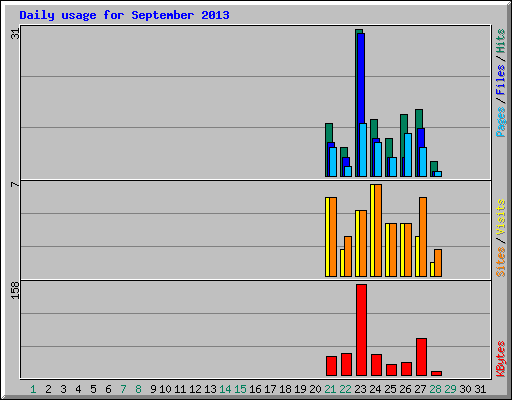 Daily usage for September 2013
31
Pages / Files / Hits
7
Sites / Visits
158
KBytes
1 2 3 4 5 6 7 8 9 10 11 12 13 14 15 16 17 18 19 20 21 22 23 24 25 26 27 28 29 30 31